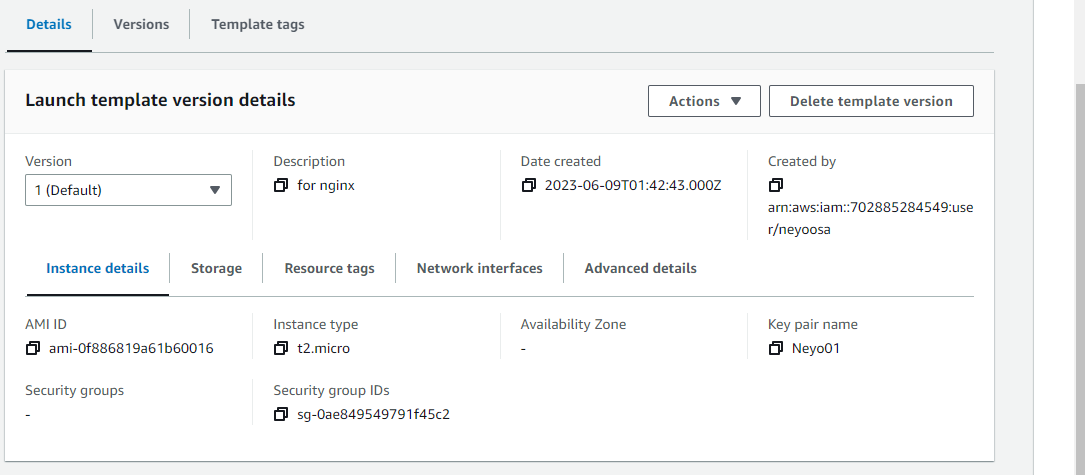 Details
Versions
Template tags
Launch template version details
Actions
Delete template version
Version
Description
Date created
Created by
1 (Default)
for nginx
2023-06-09T01:42:43.000Z
arn:aws:iam::702885284549:use
r/neyoosa
Instance details
Storage
Resource tags
Network interfaces
Advanced details
AMI ID
Instance type
Availability Zone
Key pair name
ami-0f886819a61b60016
t2.micro
-
Neyo01
Security groups
Security group IDs
-
sg-0ae849549791f45c2